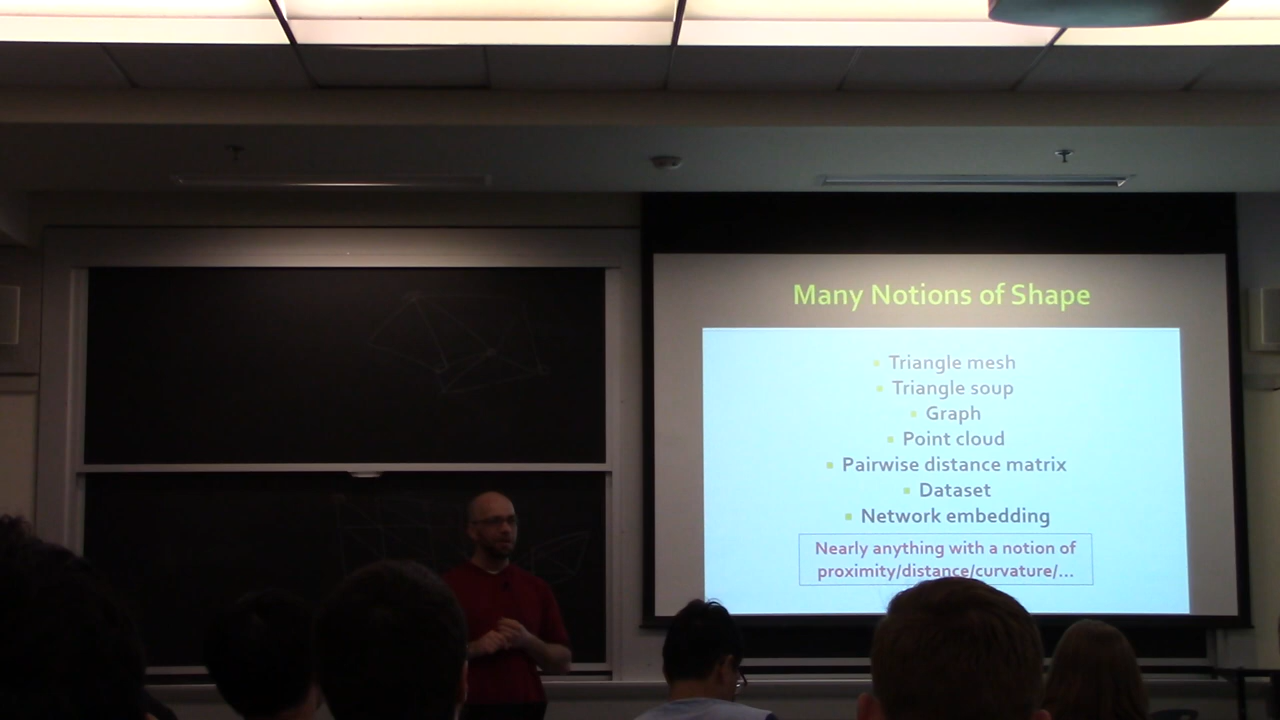 Many Notions of Shape
▪ Triangle mesh
▪ Triangle soup
▪ Graph
▪ Point cloud
▪ Pairwise distance matrix
▪ Dataset
▪ Network embedding
Nearly anything with a notion of
proximity/distance/curvature/...